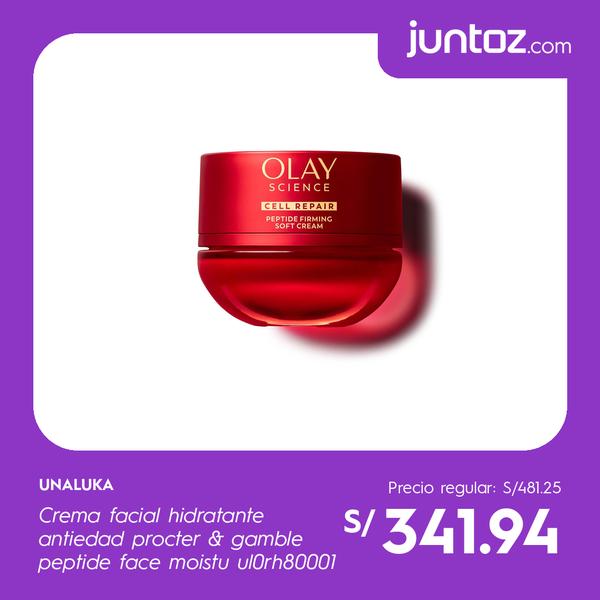 juntoz.com
OLAY
SCIENCE
CELL REPAIR
PEPTIDE FIRMING
SOFT CREAM
UNALUKA
Crema facial hidratante
antiedad procter & gamble
peptide face moistu ul0rh80001
Precio regular: S/481.25
S/ 341.94